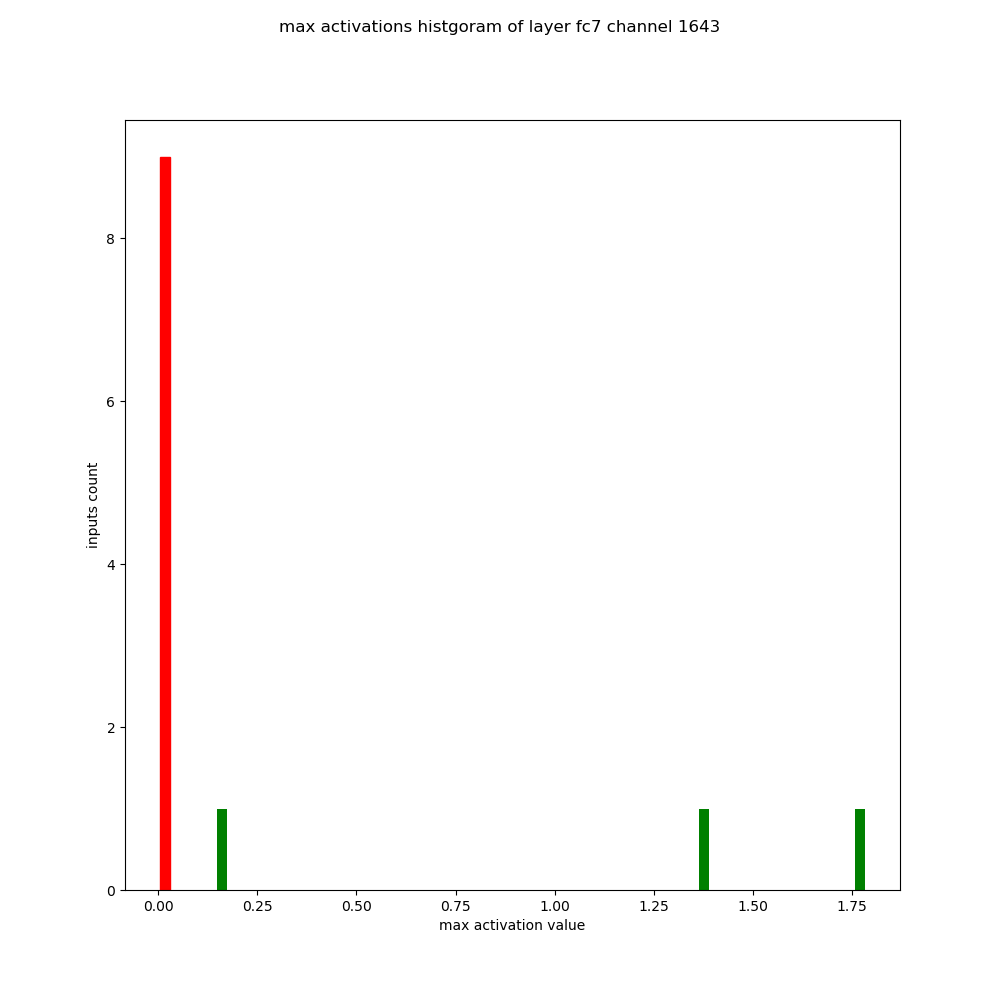 max activations histgoram of layer fc7 channel 1643
8
6
4
2
0
inputs count
0.00 0.25 0.50 0.75 1.00 1.25 1.50 1.75
max activation value